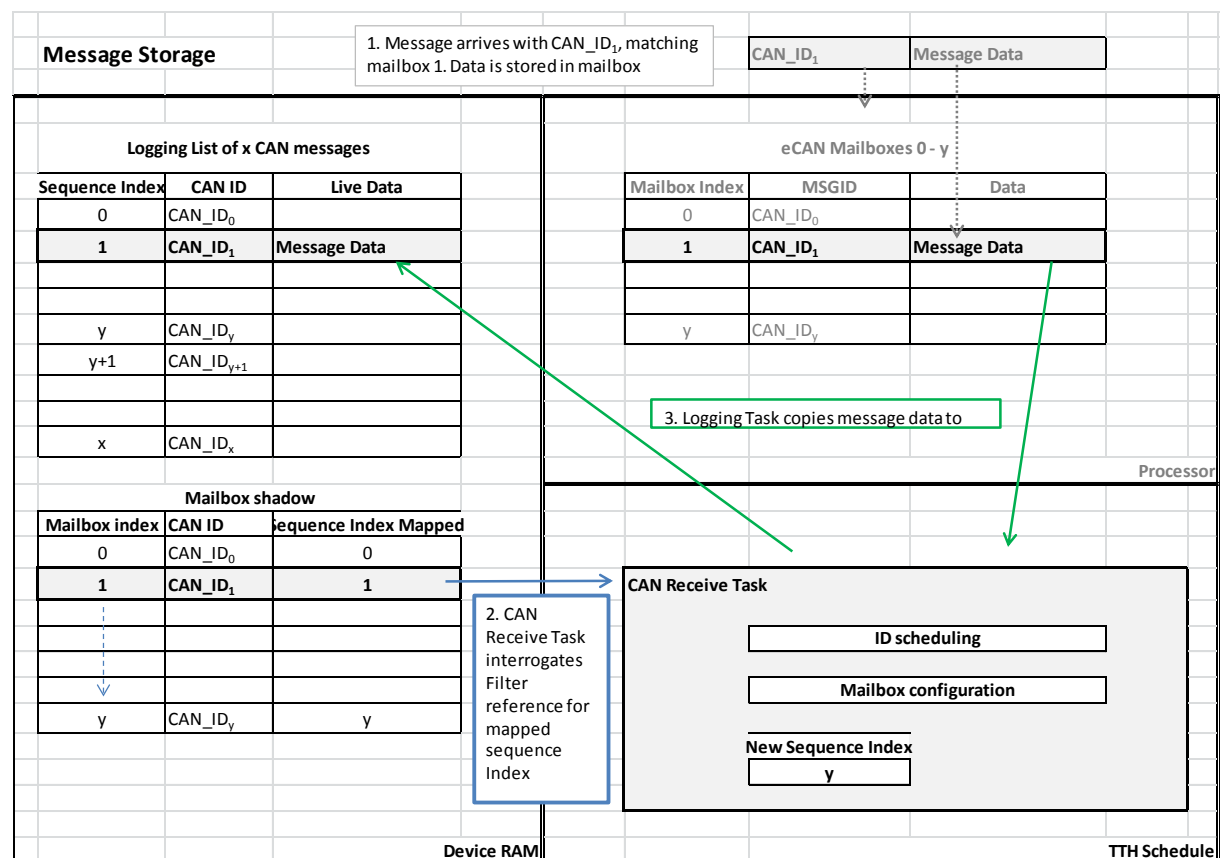 Message Storage
1. Message arrives with CAN_ID1, matching
mailbox 1. Data is stored in mailbox
CAN_ID1 Message Data
Logging List of x CAN messages
Sequence Index CAN ID Live Data
0 CAN_ID0
1 CAN_ID1 Message Data
y CAN_IDy
y+1 CAN_IDy+1
x CAN_IDx
eCAN Mailboxes 0 - y
Mailbox Index MSGID Data
0 CAN_ID0
1 CAN_ID1 Message Data
y CAN_IDy
3. Logging Task copies message data to
Processor
Mailbox shadow
Mailbox index CAN ID Sequence Index Mapped
0 CAN_ID0 0
1 CAN_ID1 1
y CAN_IDy y
2. CAN
Receive Task
interrogates
Filter
reference for
mapped
sequence
Index
CAN Receive Task
ID scheduling
Mailbox configuration
New Sequence Index
y
Device RAM
TTH Schedule